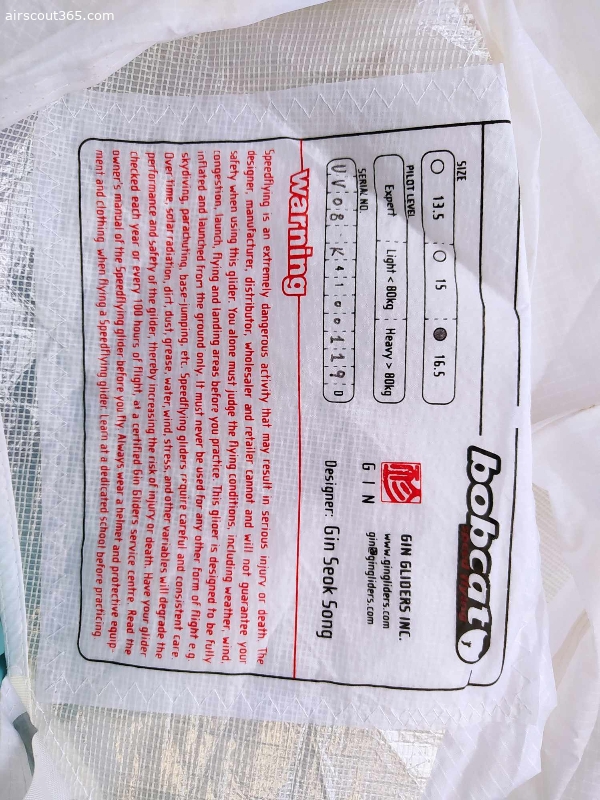 airscout365.com
bobcat
SIZE
13.5 15 16.5
PILOT LEVEL
Expert Light < 80kg Heavy > 80kg
SERIAL NO.
GIN GLIDERS INC.
www.gingliders.com
gin@gingliders.com
GIN
Designer: Gin Seok Song
warning
Speedflying is an extremely dangerous activity that may result in serious injury or death. The
designer, manufacturer, distributor, wholesaler and retailer cannot and will not guarantee your
safety when using this glider. You alone must judge the flying conditions, including weather, wind,
congestion, launch, flying and landing areas before you practice. This glider is designed to be fully
inflated and launched from the ground only. It must never be used for any other form of flight e.g.
skydiving, parachuting, base-jumping, etc. Speedflying gliders require careful and consistent care.
Over time, solar radiation, dirt, dust, grease, water, wind, stress, and other variables will degrade the
performance and safety of the glider, thereby increasing the risk of injury or death. Have your glider
checked each year or every 100 hours of flight, at a certified Gin Gliders service centre. Read the
owner's manual of the Speedflying glider before you fly. Always wear a helmet and protective equip-
ment and clothing when flying a Speedflying glider. Learn at a dedicated school before practicing.